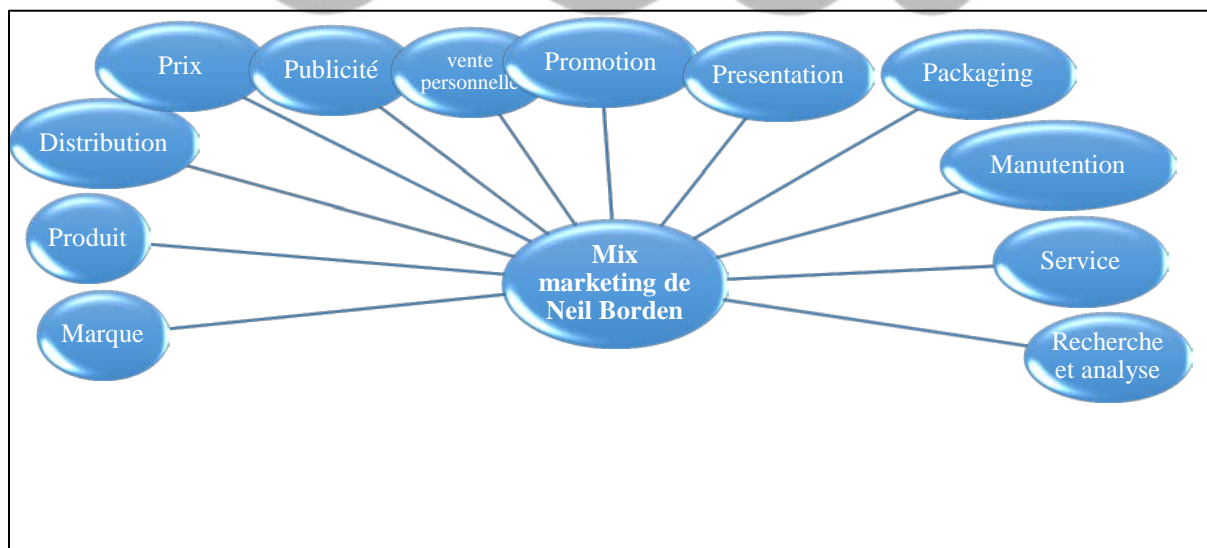 Prix
Publicité
vente
personnelle
Promotion
Presentation
Packaging
Distribution
Manutention
Produit
Mix
marketing de
Neil Borden
Service
Marque
Recherche
et analyse